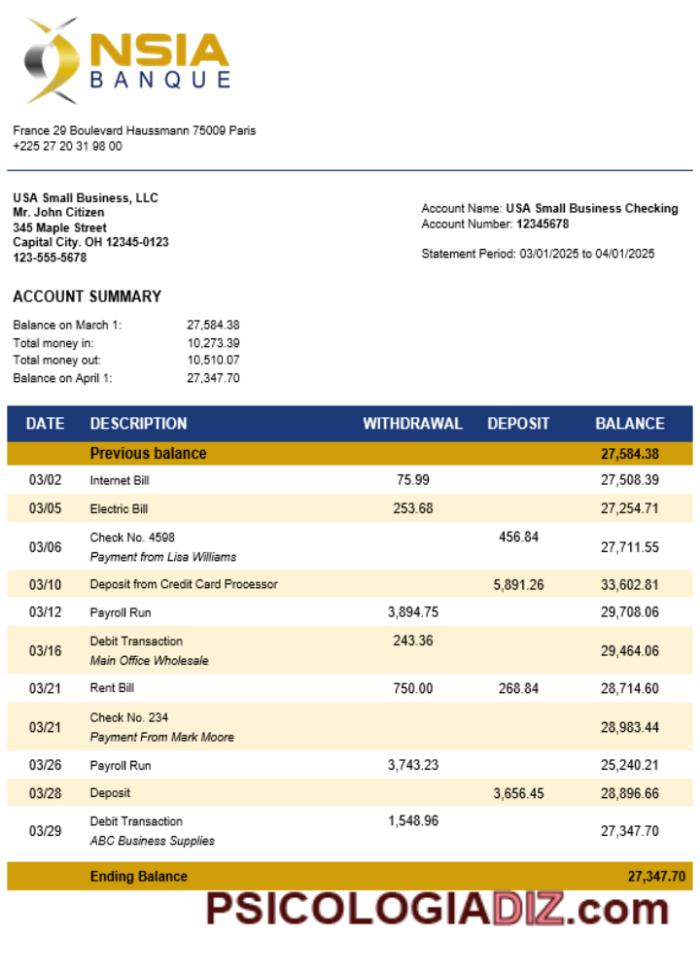 NSIA
BANQUE
France 29 Boulevard Haussmann 75009 Paris
+225 27 20 31 98 00
USA Small Business, LLC
Mr. John Citizen
345 Maple Street
Capital City. OH 12345-0123
123-555-5678
Account Name: USA Small Business Checking
Account Number: 12345678
Statement Period: 03/01/2025 to 04/01/2025
ACCOUNT SUMMARY
Balance on March 1: 27,584.38
Total money in: 10,273.39
Total money out: 10,510.07
Balance on April 1: 27,347.70
DATE DESCRIPTION WITHDRAWAL DEPOSIT BALANCE
Previous balance 27,584.38
03/02 Internet Bill 75.99 27,508.39
03/05 Electric Bill 253.68 27,254.71
03/06 Check No. 4598 456.84 27,711.55
Payment from Lisa Williams
03/10 Deposit from Credit Card Processor 5,891.26 33,602.81
03/12 Payroll Run 3,894.75 29,708.06
03/16 Debit Transaction 243.36 29,464.06
Main Office Wholesale
03/21 Rent Bill 750.00 268.84 28,714.60
03/21 Check No. 234 28,983.44
Payment From Mark Moore
03/26 Payroll Run 3,743.23 25,240.21
03/28 Deposit 3,656.45 28,896.66
03/29 Debit Transaction 1,548.96 27,347.70
ABC Business Supplies
Ending Balance 27,347.70
PSICOLOGIADIZ.com